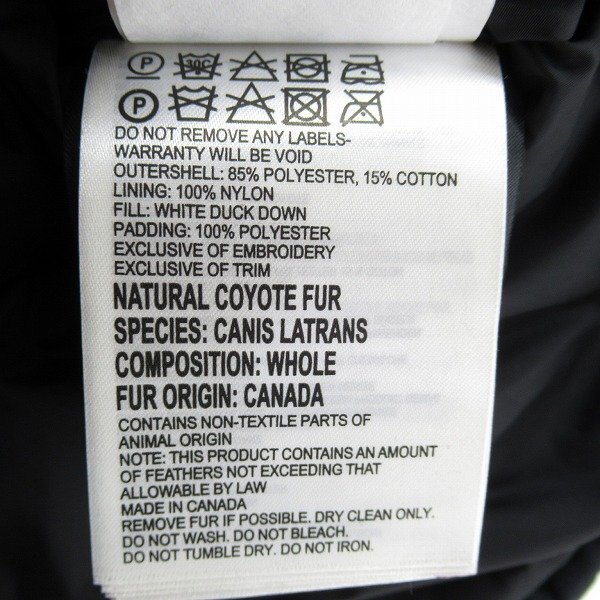 P 30C
P
DO NOT REMOVE ANY LABELS-
WARRANTY WILL BE VOID
OUTERSHELL: 85% POLYESTER, 15% COTTON
LINING: 100% NYLON
FILL: WHITE DUCK DOWN
PADDING: 100% POLYESTER
EXCLUSIVE OF EMBROIDERY
EXCLUSIVE OF TRIM
NATURAL COYOTE FUR
SPECIES: CANIS LATRANS
COMPOSITION: WHOLE
FUR ORIGIN: CANADA
CONTAINS NON-TEXTILE PARTS OF
ANIMAL ORIGIN
NOTE: THIS PRODUCT CONTAINS AN AMOUNT
OF FEATHERS NOT EXCEEDING THAT
ALLOWABLE BY LAW
MADE IN CANADA
REMOVE FUR IF POSSIBLE. DRY CLEAN ONLY.
DO NOT WASH. DO NOT BLEACH.
DO NOT TUMBLE DRY. DO NOT IRON.